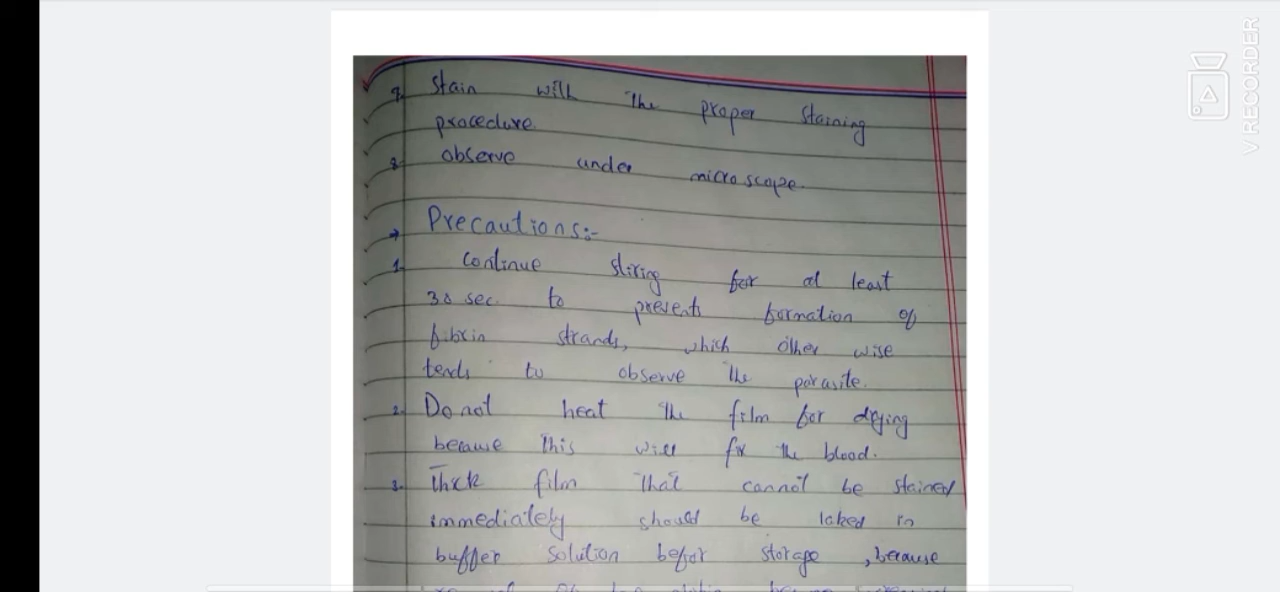 7. Stain with The proper staining
procedure.
8. observe under microscope.
→ Precautions:-
1. continue stiring for at least
30 sec. to prevents formation of
fibrin strands, which other wise
tends to observe the parasite.
2. Do not heat the film for drying
because This will fix the blood.
3. Thick film That cannot be stained
immediately should be laked in
buffer solution befor storage, because
V RECORDER